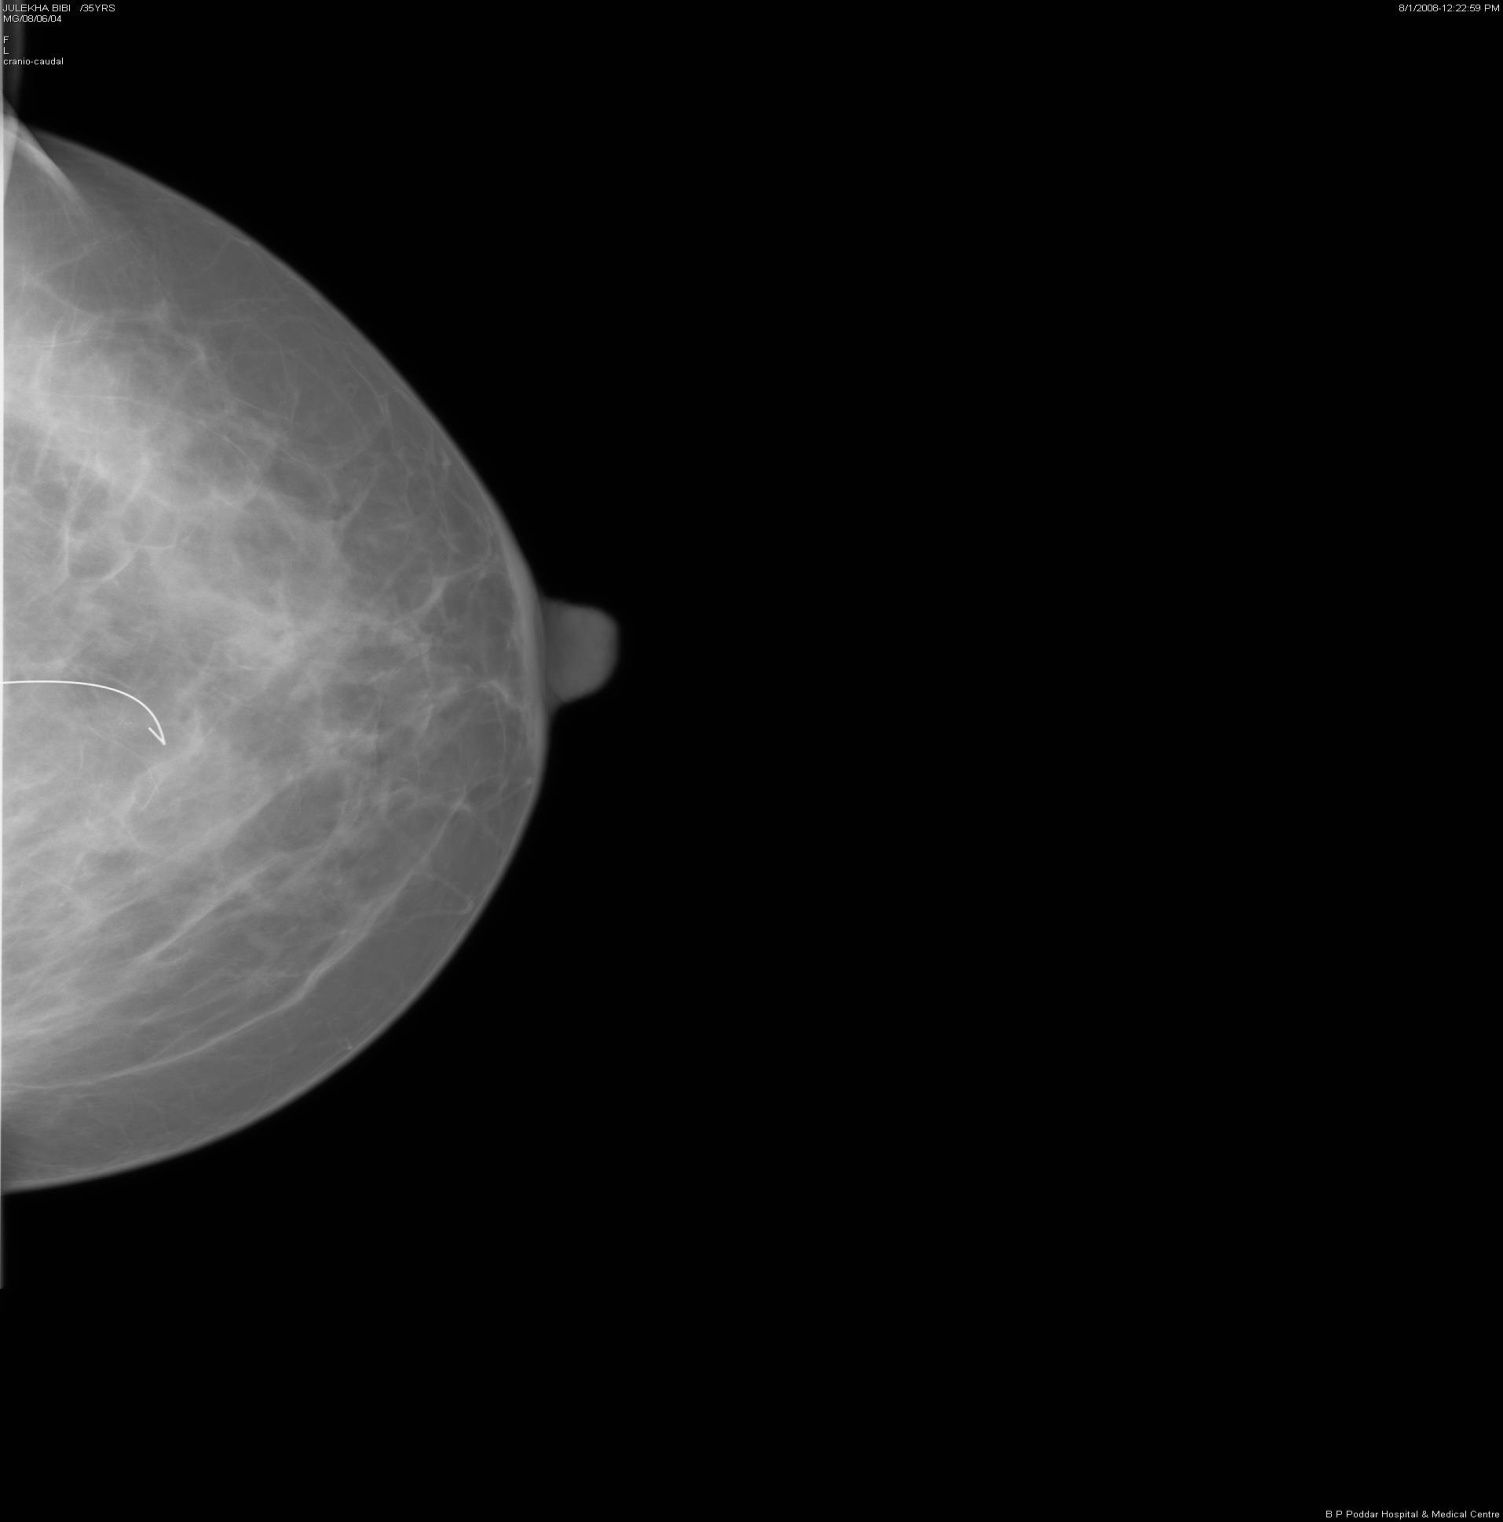 JULEKHA BIBI /35YRS
8/1/2008-12:22:59 PM
MG/08/06/04
F
L
cranio-caudal
B P Poddar Hospital & Medical Centre